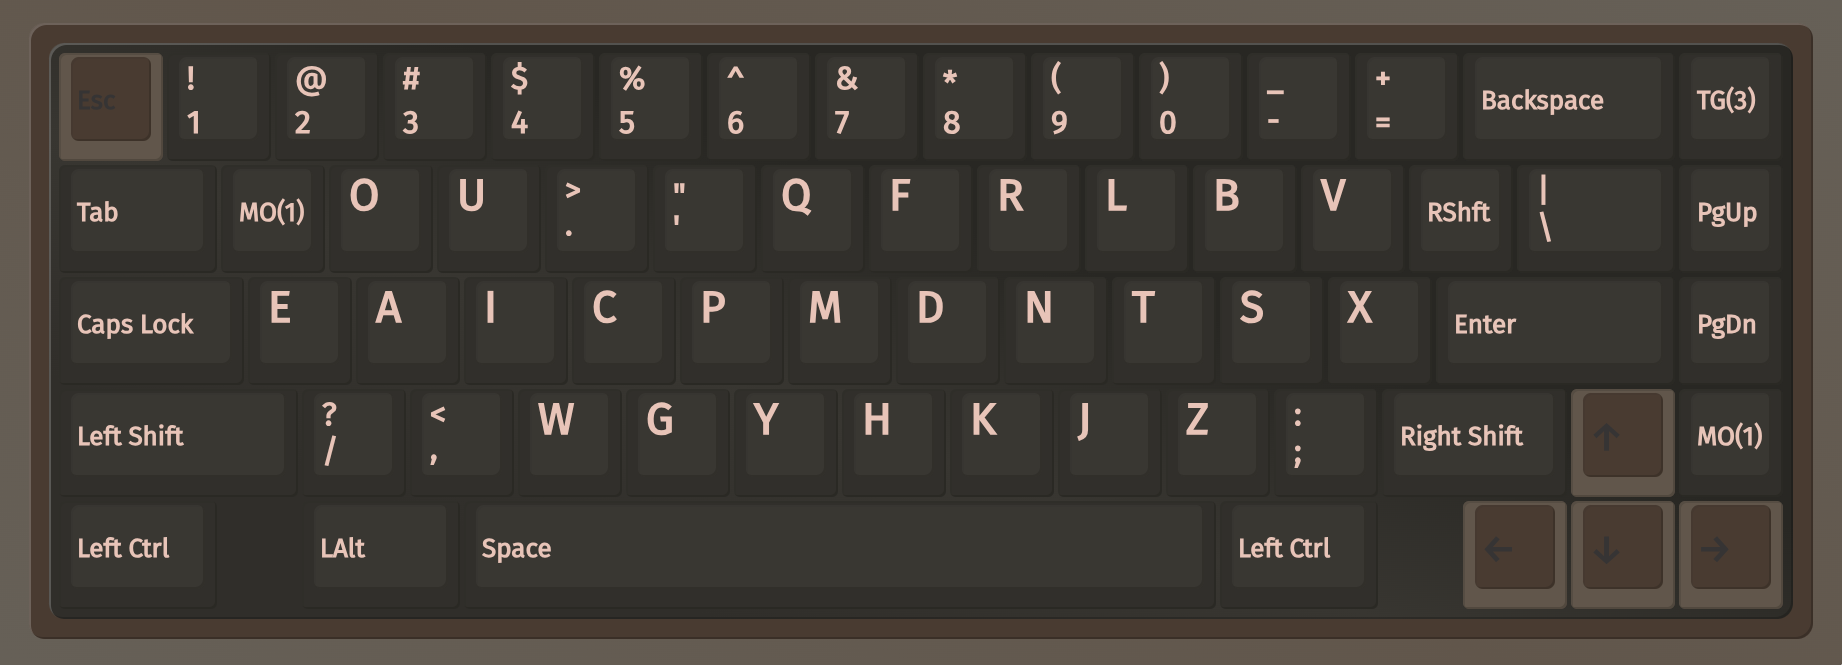 Esc ! @ # $ % ^ & * ( ) _ + Backspace TG(3)
1 2 3 4 5 6 7 8 9 0 - =
Tab MO(1) O U > " Q F R L B V RShft | PgUp
. ' \
Caps Lock E A I C P M D N T S X Enter PgDn
Left Shift ? < W G Y H K J Z : Right Shift ↑ MO(1)
/ , ;
Left Ctrl LAlt Space Left Ctrl ← ↓ →